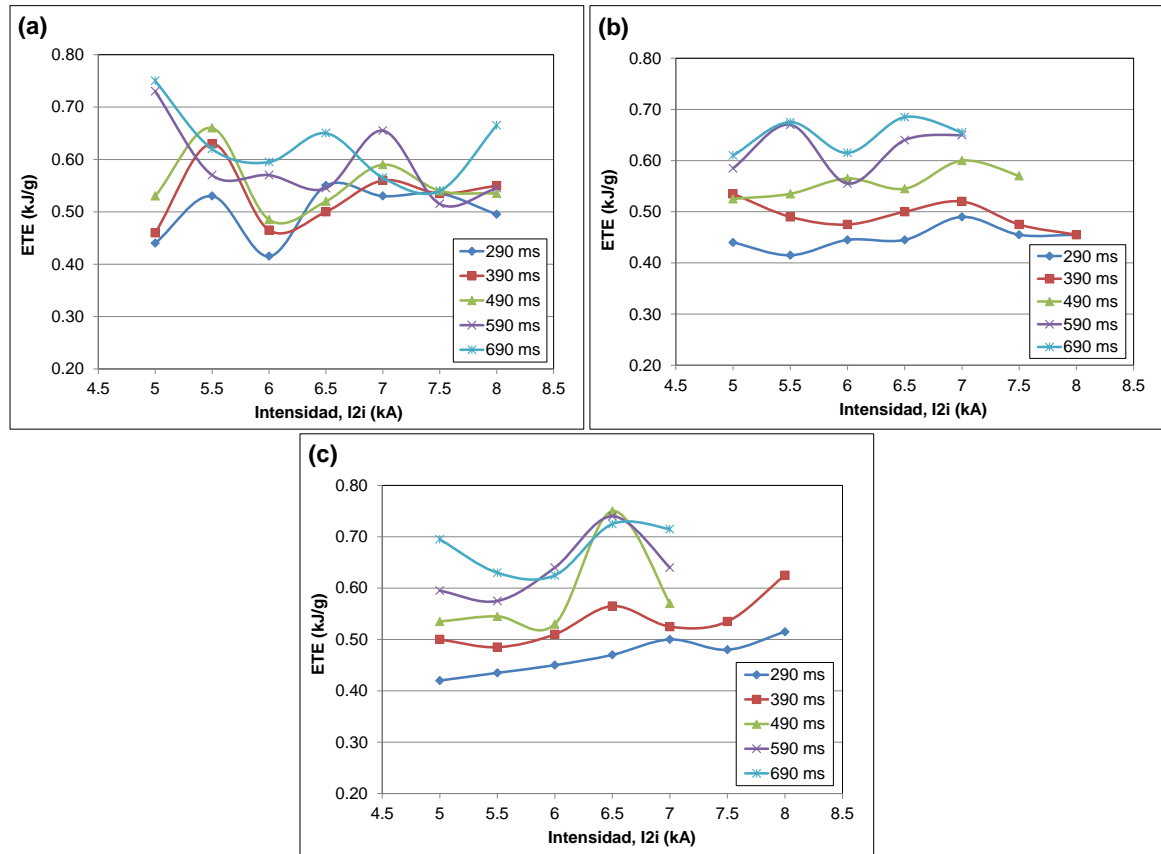 (a)
0.80
0.70
0.60
0.50
0.40
0.30
0.20
ETE (kJ/g)
4.5 5 5.5 6 6.5 7 7.5 8 8.5
Intensidad, I2i (kA)
290 ms
390 ms
490 ms
590 ms
690 ms
(b)
0.80
0.70
0.60
0.50
0.40
0.30
0.20
ETE (kJ/g)
4.5 5 5.5 6 6.5 7 7.5 8 8.5
Intensidad, I2i (kA)
290 ms
390 ms
490 ms
590 ms
690 ms
(c)
0.80
0.70
0.60
0.50
0.40
0.30
0.20
ETE (kJ/g)
4.5 5 5.5 6 6.5 7 7.5 8 8.5
Intensidad, I2i (kA)
290 ms
390 ms
490 ms
590 ms
690 ms